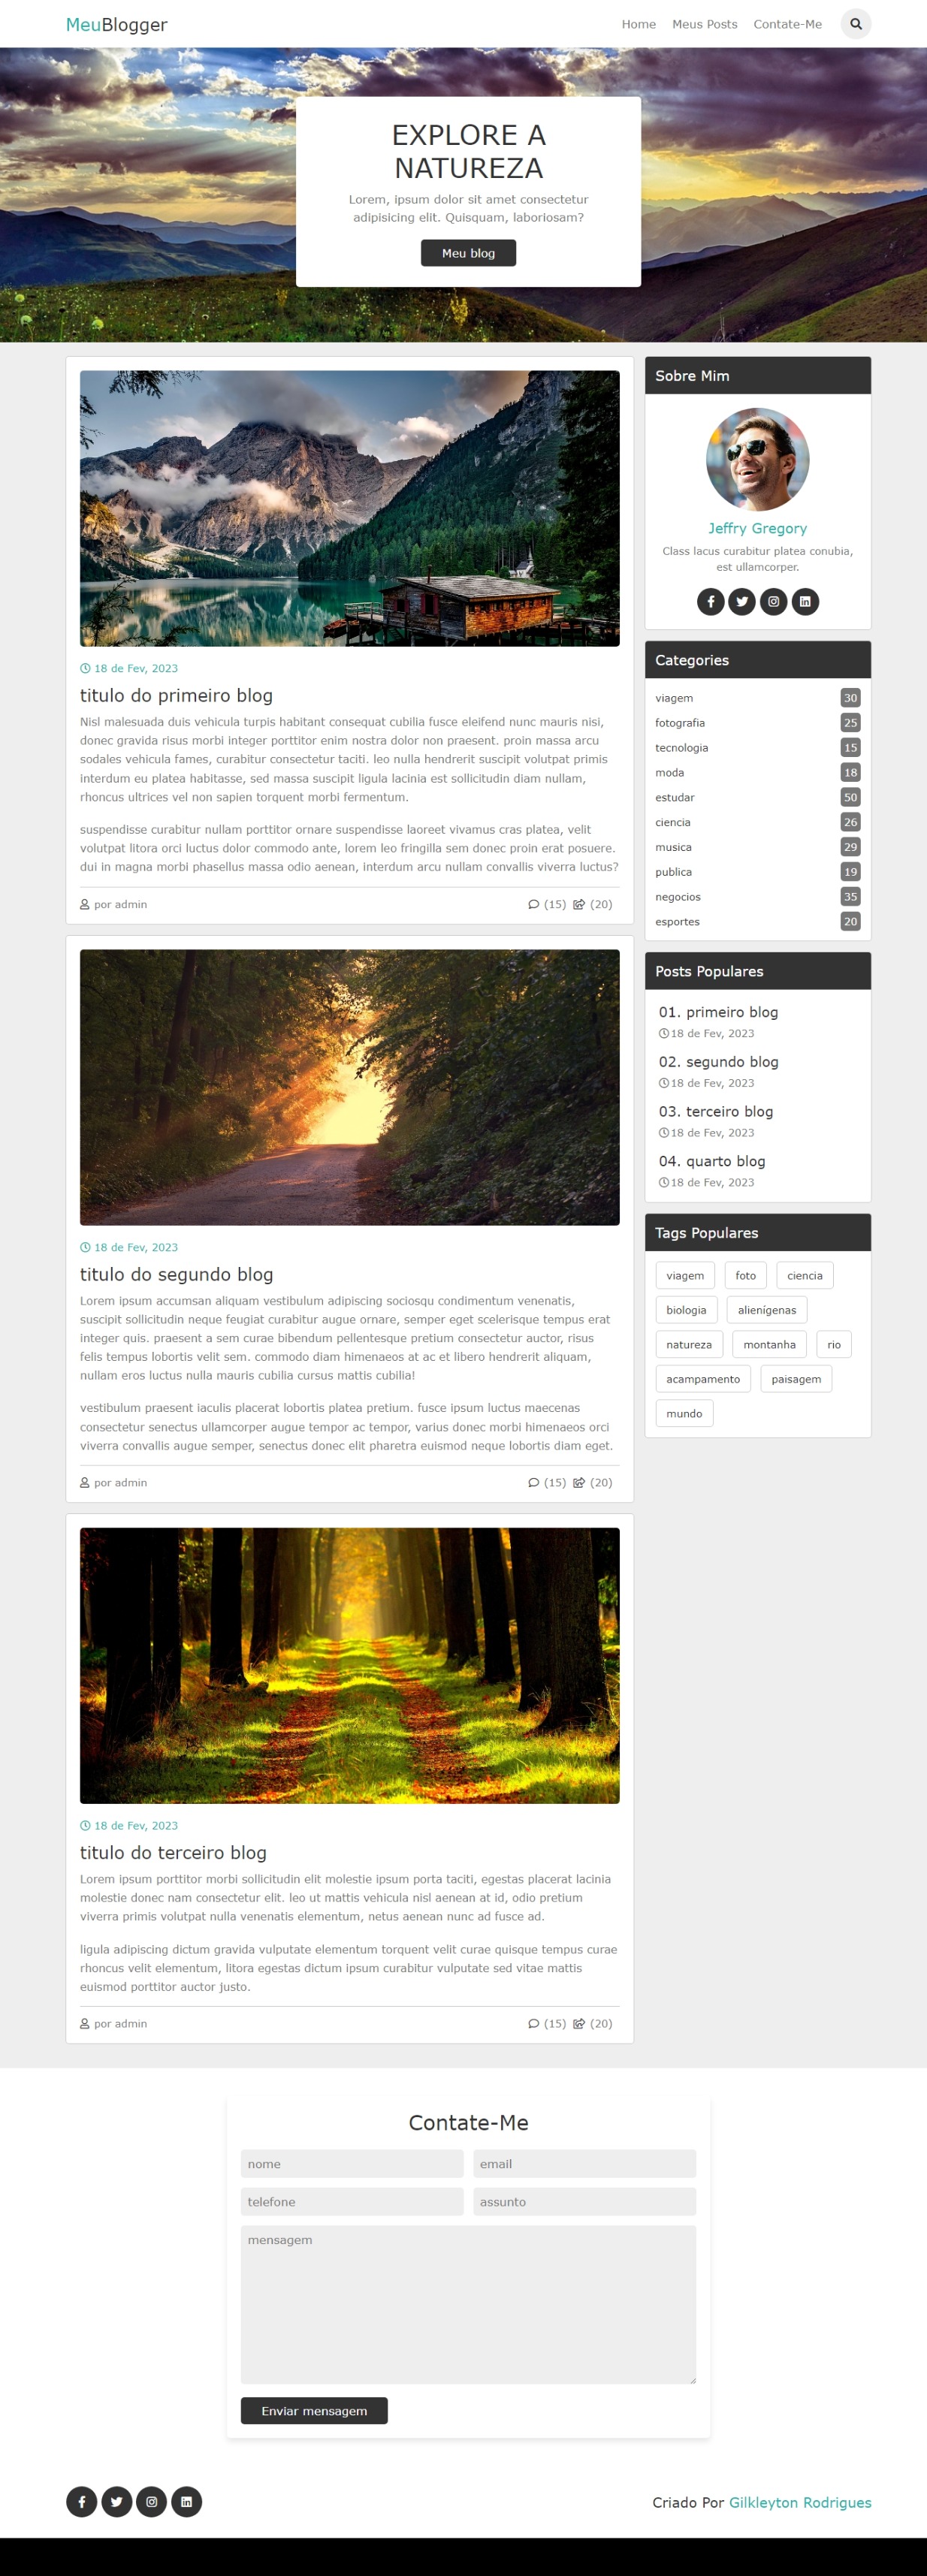 MeuBlogger
Home Meus Posts Contate-Me
EXPLORE A
NATUREZA
Lorem, ipsum dolor sit amet consectetur
adipisicing elit. Quisquam, laboriosam?
Meu blog
18 de Fev, 2023
titulo do primeiro blog
Nisl malesuada duis vehicula turpis habitant consequat cubilia fusce eleifend nunc mauris nisi,
donec gravida risus morbi integer porttitor enim nostra dolor non praesent. proin massa arcu
sodales vehicula fames, curabitur consectetur taciti. leo nulla hendrerit suscipit volutpat primis
interdum eu platea habitasse, sed massa suscipit ligula lacinia est sollicitudin diam nullam,
rhoncus ultrices vel non sapien torquent morbi fermentum.
suspendisse curabitur nullam porttitor ornare suspendisse laoreet vivamus cras platea, velit
volutpat litora orci luctus dolor commodo ante, lorem leo fringilla sem donec proin erat posuere.
dui in magna morbi phasellus massa odio aenean, interdum arcu nullam convallis viverra luctus?
por admin (15) (20)
18 de Fev, 2023
titulo do segundo blog
Lorem ipsum accumsan aliquam vestibulum adipiscing sociosqu condimentum venenatis,
suscipit sollicitudin neque feugiat curabitur augue ornare, semper eget scelerisque tempus erat
integer quis. praesent a sem curae bibendum pellentesque pretium consectetur auctor, risus
felis tempus lobortis velit sem. commodo diam himenaeos at ac et libero hendrerit aliquam,
nullam eros luctus nulla mauris cubilia cursus mattis cubilia!
vestibulum praesent iaculis placerat lobortis platea pretium. fusce ipsum luctus maecenas
consectetur senectus ullamcorper augue tempor ac tempor, varius donec morbi himenaeos orci
viverra convallis augue semper, senectus donec elit pharetra euismod neque lobortis diam eget.
por admin (15) (20)
18 de Fev, 2023
titulo do terceiro blog
Lorem ipsum porttitor morbi sollicitudin elit molestie ipsum porta taciti, egestas placerat lacinia
molestie donec nam consectetur elit. leo ut mattis vehicula nisl aenean at id, odio pretium
viverra primis volutpat nulla venenatis elementum, netus aenean nunc ad fusce ad.
ligula adipiscing dictum gravida vulputate elementum torquent velit curae quisque tempus curae
rhoncus velit elementum, litora egestas dictum ipsum curabitur vulputate sed vitae mattis
euismod porttitor auctor justo.
por admin (15) (20)
Sobre Mim
Jeffry Gregory
Class lacus curabitur platea conubia,
est ullamcorper.
Categories
viagem 30
fotografia 25
tecnologia 15
moda 18
estudar 50
ciencia 26
musica 29
publica 19
negocios 35
esportes 20
Posts Populares
01. primeiro blog
18 de Fev, 2023
02. segundo blog
18 de Fev, 2023
03. terceiro blog
18 de Fev, 2023
04. quarto blog
18 de Fev, 2023
Tags Populares
viagem foto ciencia
biologia alienígenas
natureza montanha rio
acampamento paisagem
mundo
Contate-Me
nome email
telefone assunto
mensagem
Enviar mensagem
Criado Por Gilkleyton Rodrigues